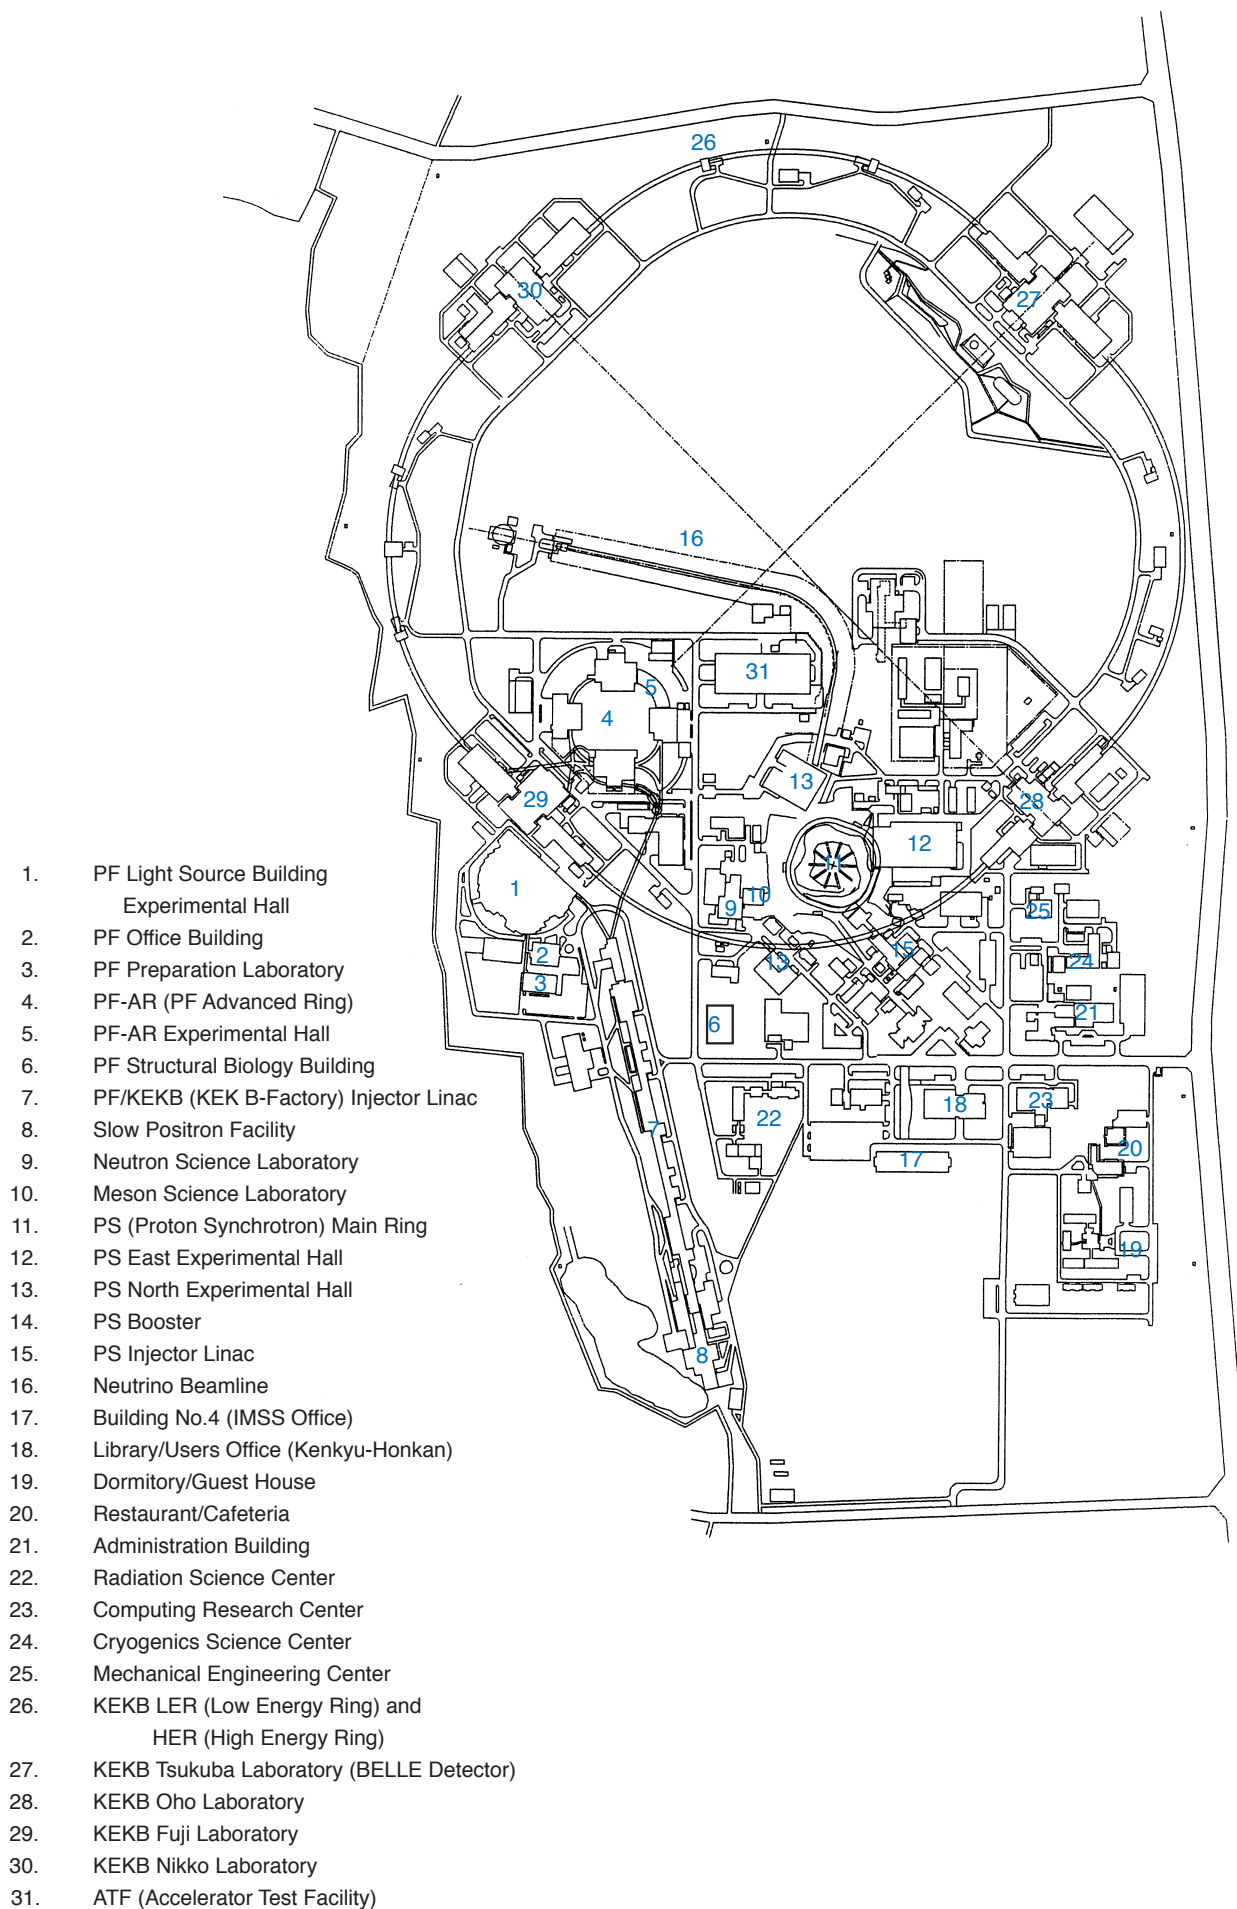 26
30
27
16
31
5
4
13
29
28
12
11
1
10
9
25
15
2
13
24
3
6
21
18
23
22
7
20
17
19
8
1. PF Light Source Building
Experimental Hall
2. PF Office Building
3. PF Preparation Laboratory
4. PF-AR (PF Advanced Ring)
5. PF-AR Experimental Hall
6. PF Structural Biology Building
7. PF/KEKB (KEK B-Factory) Injector Linac
8. Slow Positron Facility
9. Neutron Science Laboratory
10. Meson Science Laboratory
11. PS (Proton Synchrotron) Main Ring
12. PS East Experimental Hall
13. PS North Experimental Hall
14. PS Booster
15. PS Injector Linac
16. Neutrino Beamline
17. Building No.4 (IMSS Office)
18. Library/Users Office (Kenkyu-Honkan)
19. Dormitory/Guest House
20. Restaurant/Cafeteria
21. Administration Building
22. Radiation Science Center
23. Computing Research Center
24. Cryogenics Science Center
25. Mechanical Engineering Center
26. KEKB LER (Low Energy Ring) and
HER (High Energy Ring)
27. KEKB Tsukuba Laboratory (BELLE Detector)
28. KEKB Oho Laboratory
29. KEKB Fuji Laboratory
30. KEKB Nikko Laboratory
31. ATF (Accelerator Test Facility)